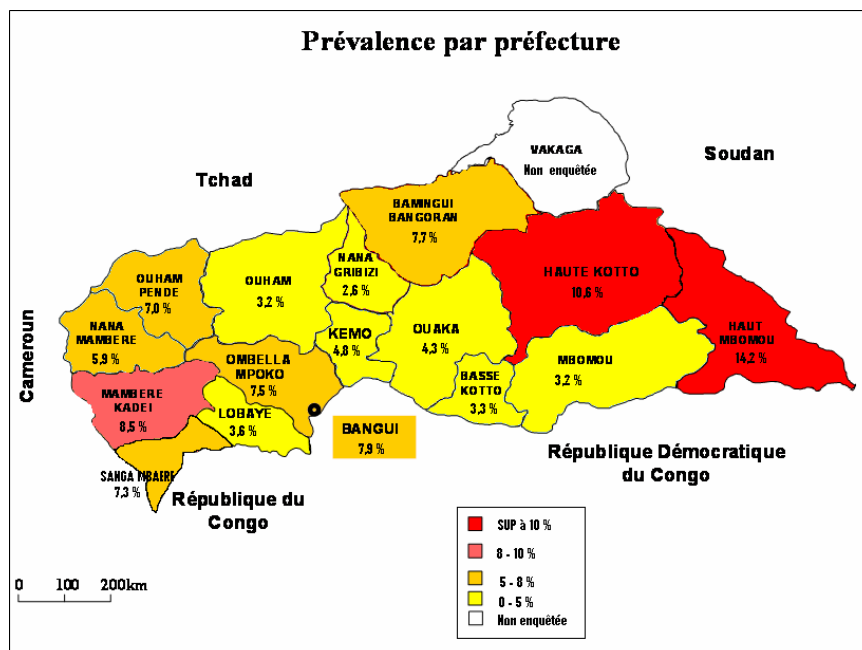 Prévalence par préfecture
VAKAGA
Non enquêtée
Soudan
Tchad
BAMINGUI
BANGORAN
7,7 %
OUHAM
PENDE
7,0 %
OUHAM
3,2 %
NANA
GRIBIZI
2,6 %
HAUTE KOTTO
10,6 %
NANA
MAMBERE
5,9 %
KEMO
4,8 %
OUAKA
4,3 %
HAUT
MBOMOU
14,2 %
Cameroun
OMBELLA
MPOKO
7,5 %
BASSE
KOTTO
3,3 %
MBOMOU
3,2 %
MAMBERE
KADEI
8,5 %
LOBAYE
3,6 %
BANGUI
7,9 %
SANGA MBAERE
7,3 %
République du
Congo
République Démocratique
du Congo
SUP à 10 %
8 - 10 %
5 - 8 %
0 - 5 %
Non enquêtée
0 100 200km